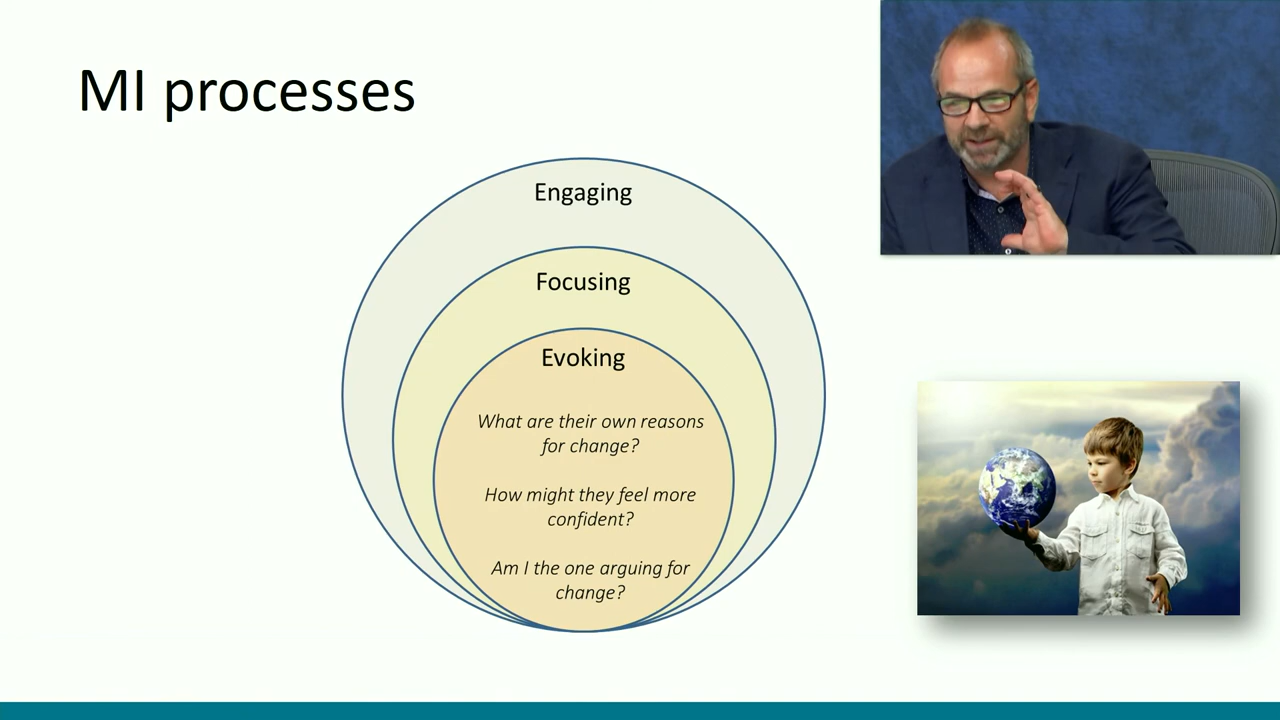 MI processes
Engaging
Focusing
Evoking
What are their own reasons
for change?
How might they feel more
confident?
Am I the one arguing for
change?